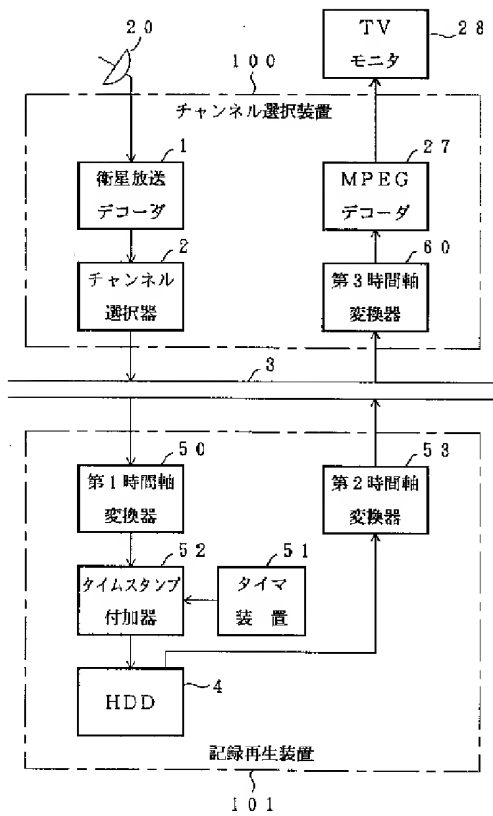 20
TV
モニタ
28
100
チャンネル選択装置
1
衛星放送
デコーダ
27
MPEG
デコーダ
2
チャンネル
選択器
60
第3時間軸
変換器
3
50
第1時間軸
変換器
53
第2時間軸
変換器
52
タイムスタンプ
付加器
51
タイマ
装置
HDD
4
記録再生装置
101